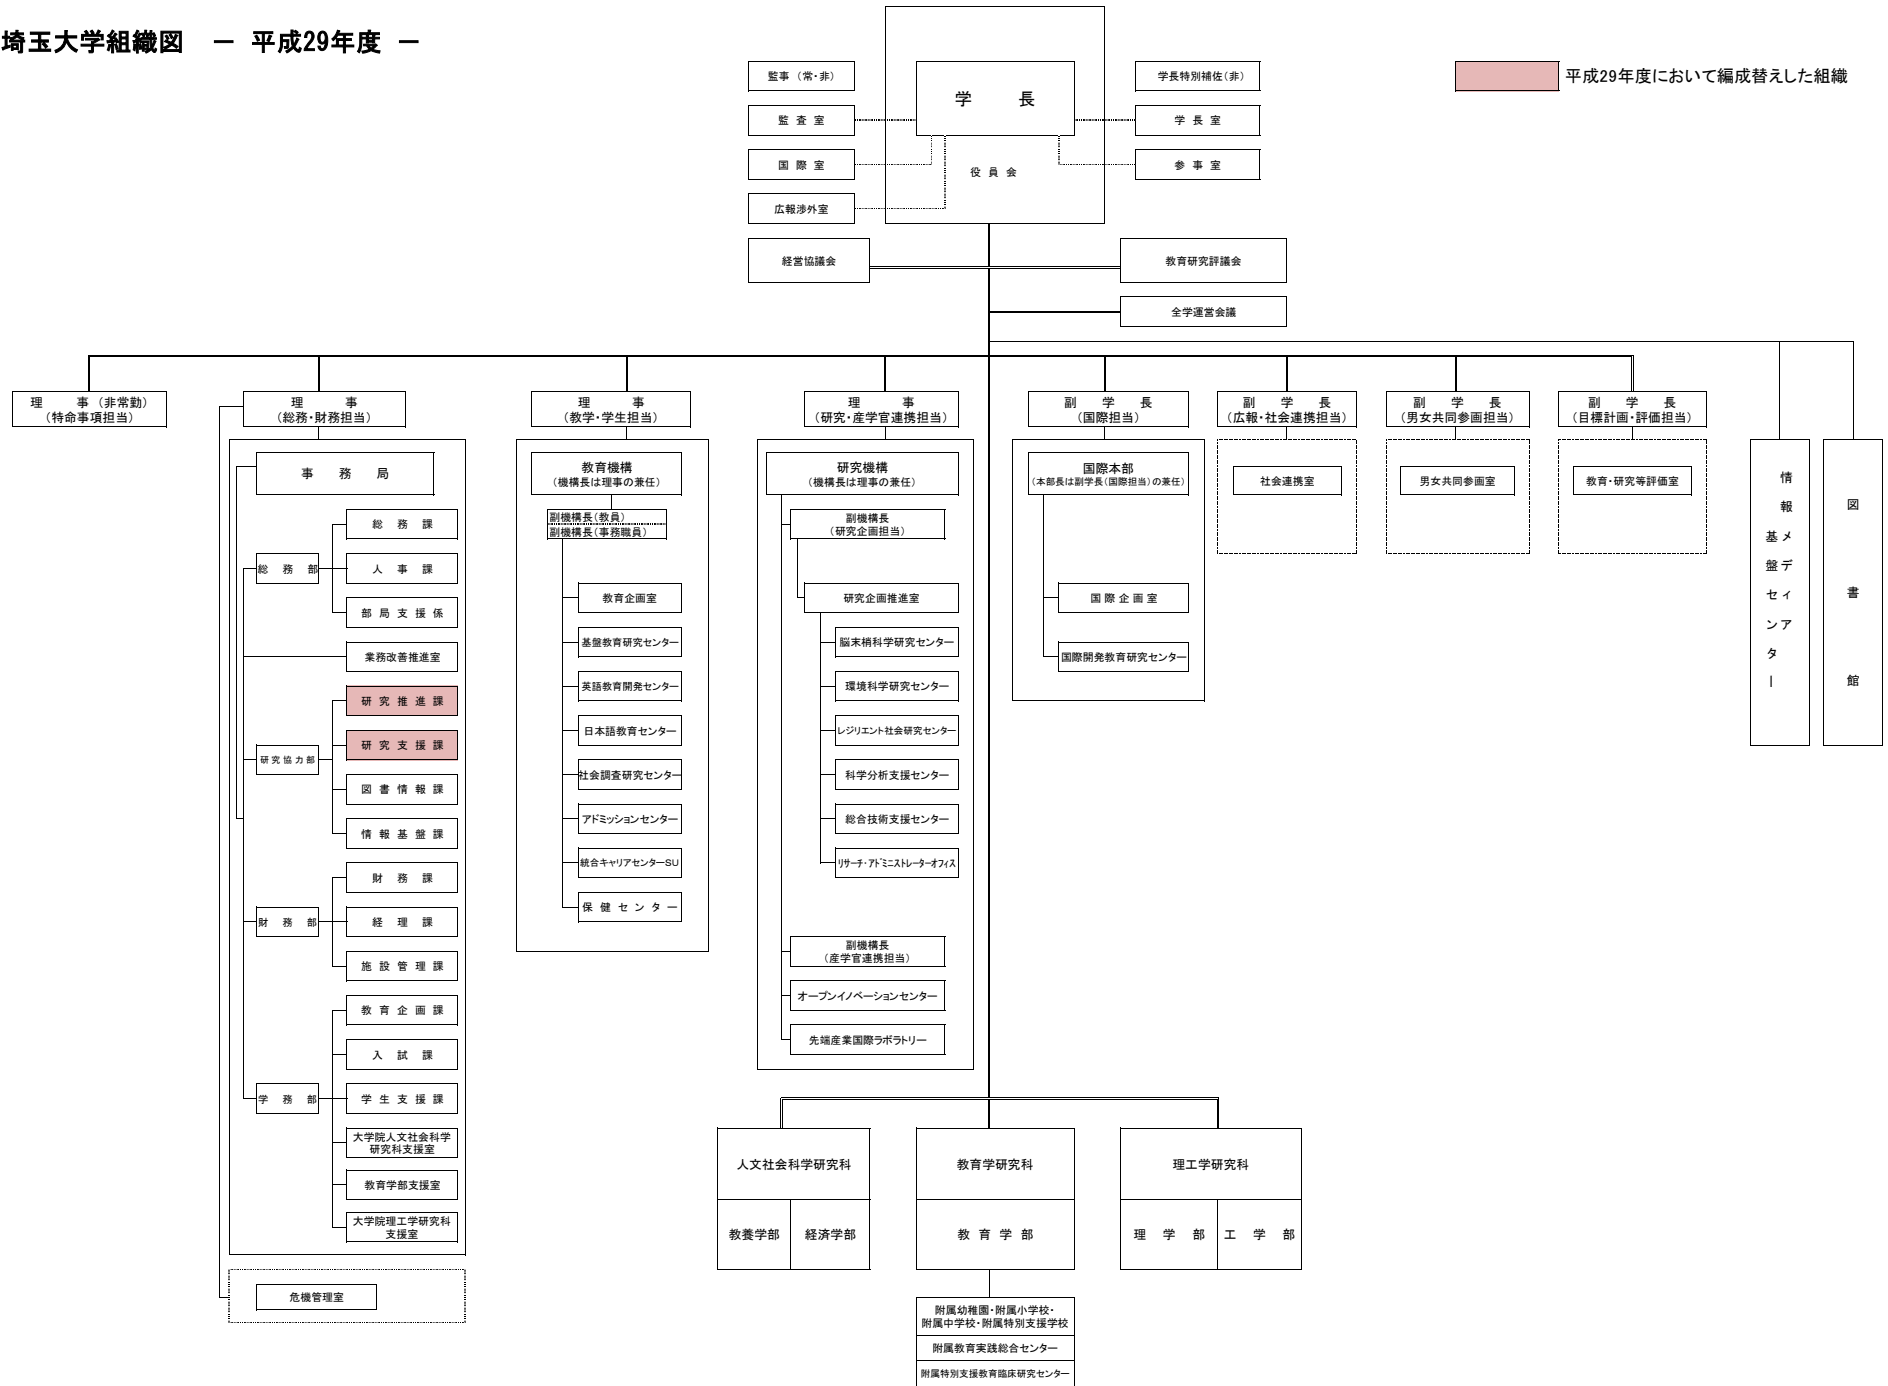 埼玉大学組織図 － 平成29年度 －
平成29年度において編成替えした組織
監事（常・非）
監査室
国際室
広報渉外室
学長
役員会
学長特別補佐（非）
学長室
参事室
経営協議会
教育研究評議会
全学運営会議
理事（非常勤）
（特命事項担当）
理事
（総務・財務担当）
事務局
総務部
総務課
人事課
部局支援係
業務改善推進室
研究協力部
研究推進課
研究支援課
図書情報課
情報基盤課
財務部
財務課
経理課
施設管理課
学務部
教育企画課
入試課
学生支援課
大学院人文社会科学
研究科支援室
教育学部支援室
大学院理工学研究科
支援室
危機管理室
理事
（教学・学生担当）
教育機構
（機構長は理事の兼任）
副機構長（教員）
副機構長（事務職員）
教育企画室
基盤教育研究センター
英語教育開発センター
日本語教育センター
社会調査研究センター
アドミッションセンター
統合キャリアセンターSU
保健センター
理事
（研究・産学官連携担当）
研究機構
（機構長は理事の兼任）
副機構長
（研究企画担当）
研究企画推進室
脳末梢科学研究センター
環境科学研究センター
レジリエント社会研究センター
科学分析支援センター
総合技術支援センター
リサーチ・アドミニストレーターオフィス
副機構長
（産学官連携担当）
オープンイノベーションセンター
先端産業国際ラボラトリー
副学長
（国際担当）
国際本部
（本部長は副学長（国際担当）の兼任）
国際企画室
国際開発教育研究センター
副学長
（広報・社会連携担当）
社会連携室
副学長
（男女共同参画担当）
男女共同参画室
副学長
（目標計画・評価担当）
教育・研究等評価室
情報メディア
基盤センター
図書館
人文社会科学研究科
教養学部
経済学部
教育学研究科
教育学部
附属幼稚園・附属小学校・
附属中学校・附属特別支援学校
附属教育実践総合センター
附属特別支援教育臨床研究センター
理工学研究科
理学部
工学部